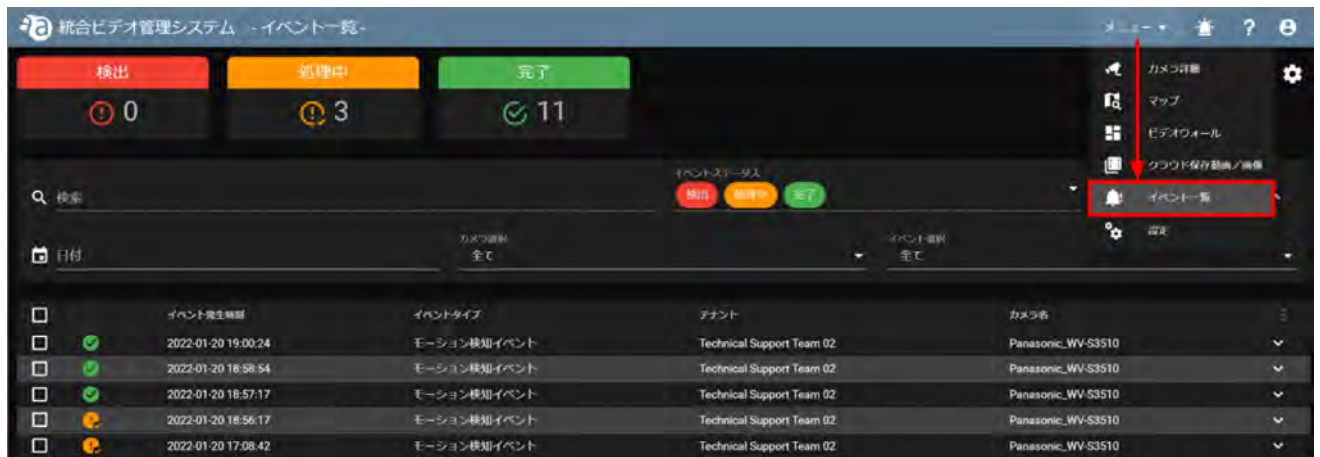 統合ビデオ管理システム - イベント一覧 -
メニュー
?
検出
処理中
完了
0
3
11
カメラ詳細
マップ
ビデオウォール
クラウド保存動画／画像
イベント一覧
設定
検索
イベントステータス
検出 処理中 完了
日付
カメラ選択
全て
イベント選択
全て
イベント発生時刻 イベントタイプ テナント カメラ名
2022-01-20 19:00:24 モーション検知イベント Technical Support Team 02 Panasonic_WV-S3510
2022-01-20 18:58:54 モーション検知イベント Technical Support Team 02 Panasonic_WV-S3510
2022-01-20 18:57:17 モーション検知イベント Technical Support Team 02 Panasonic_WV-S3510
2022-01-20 18:56:17 モーション検知イベント Technical Support Team 02 Panasonic_WV-S3510
2022-01-20 17:08:42 モーション検知イベント Technical Support Team 02 Panasonic_WV-S3510